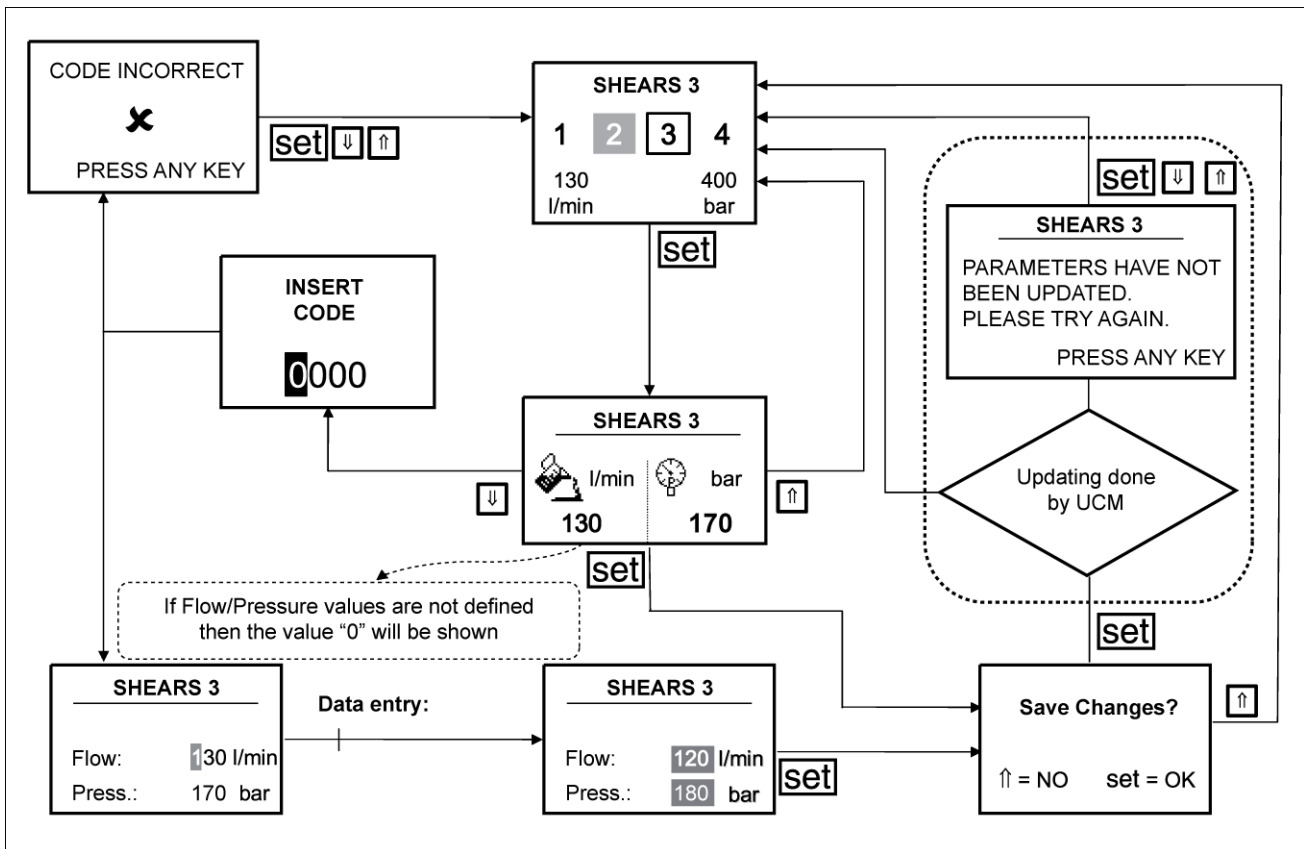 CODE INCORRECT
✘
PRESS ANY KEY
set ⇓ ⇑
SHEARS 3
1 2 3 4
130 400
l/min bar
set
set ⇓ ⇑
SHEARS 3
PARAMETERS HAVE NOT
BEEN UPDATED.
PLEASE TRY AGAIN.
PRESS ANY KEY
INSERT
CODE
0000
⇓
SHEARS 3
l/min bar
130 170
⇑
set
Updating done
by UCM
set
If Flow/Pressure values are not defined
then the value “0” will be shown
SHEARS 3
Flow: 130 l/min
Press.: 170 bar
Data entry:
SHEARS 3
Flow: 120 l/min
Press.: 180 bar
set
Save Changes?
⇑ = NO set = OK
⇑